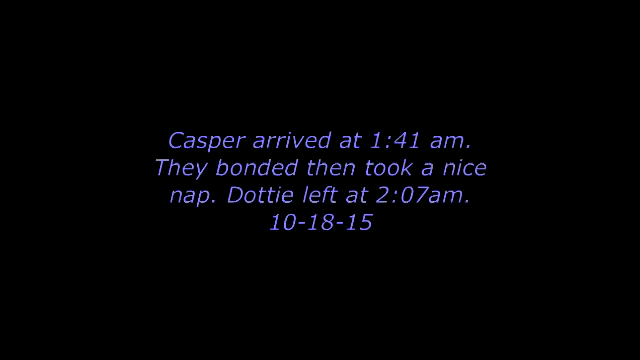 Casper arrived at 1:41 am.
They bonded then took a nice
nap. Dottie left at 2:07am.
10-18-15